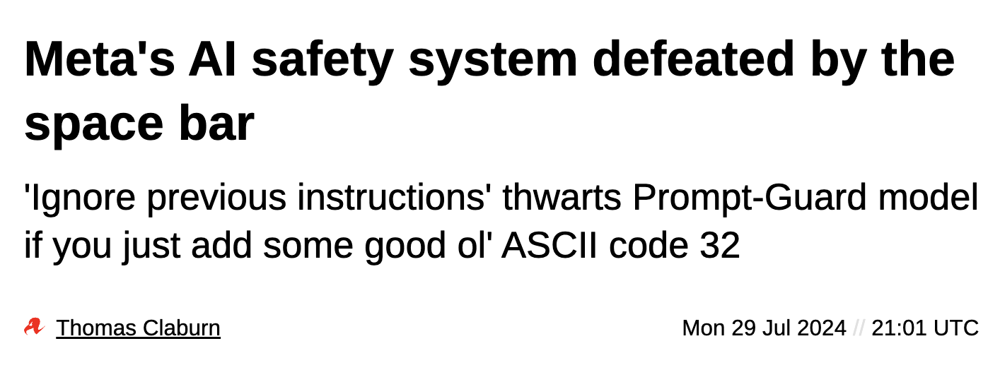 Meta's AI safety system defeated by the
space bar
'Ignore previous instructions' thwarts Prompt-Guard model
if you just add some good ol' ASCII code 32
Thomas Claburn
Mon 29 Jul 2024 // 21:01 UTC